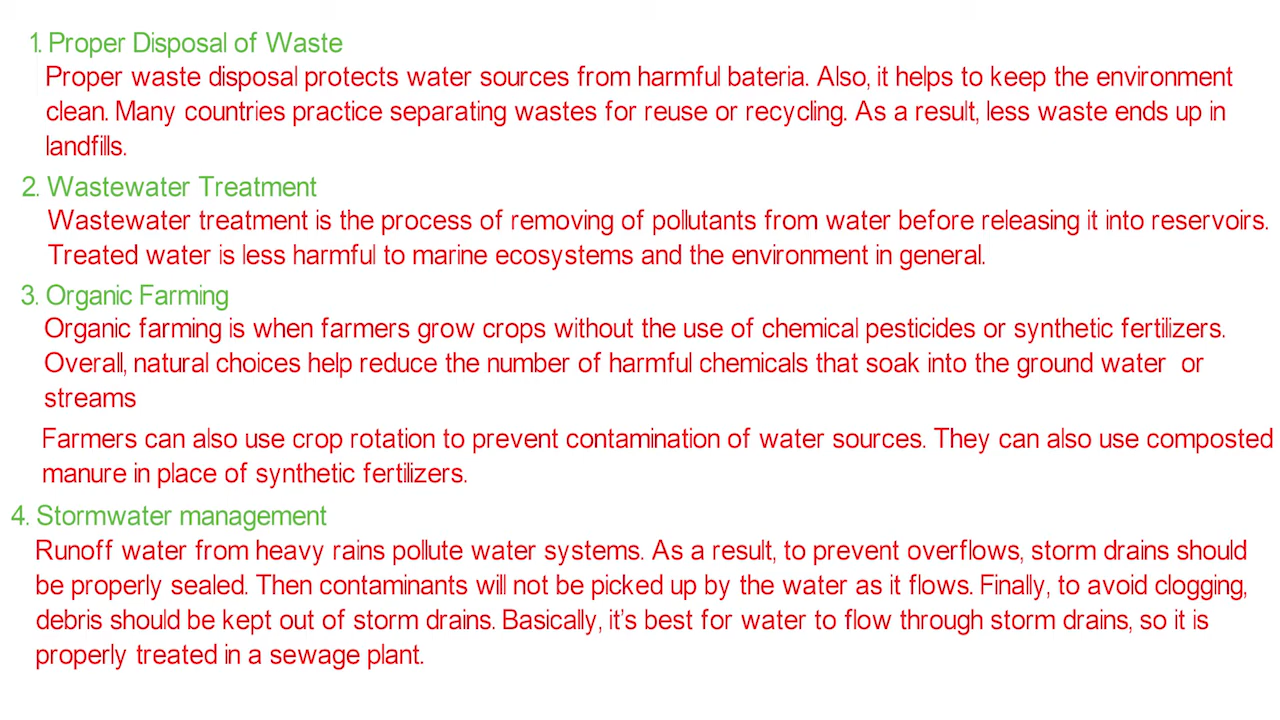 1. Proper Disposal of Waste
Proper waste disposal protects water sources from harmful bateria. Also, it helps to keep the environment
clean. Many countries practice separating wastes for reuse or recycling. As a result, less waste ends up in
landfills.
2. Wastewater Treatment
Wastewater treatment is the process of removing of pollutants from water before releasing it into reservoirs.
Treated water is less harmful to marine ecosystems and the environment in general.
3. Organic Farming
Organic farming is when farmers grow crops without the use of chemical pesticides or synthetic fertilizers.
Overall, natural choices help reduce the number of harmful chemicals that soak into the ground water or
streams
Farmers can also use crop rotation to prevent contamination of water sources. They can also use composted
manure in place of synthetic fertilizers.
4. Stormwater management
Runoff water from heavy rains pollute water systems. As a result, to prevent overflows, storm drains should
be properly sealed. Then contaminants will not be picked up by the water as it flows. Finally, to avoid clogging,
debris should be kept out of storm drains. Basically, it's best for water to flow through storm drains, so it is
properly treated in a sewage plant.